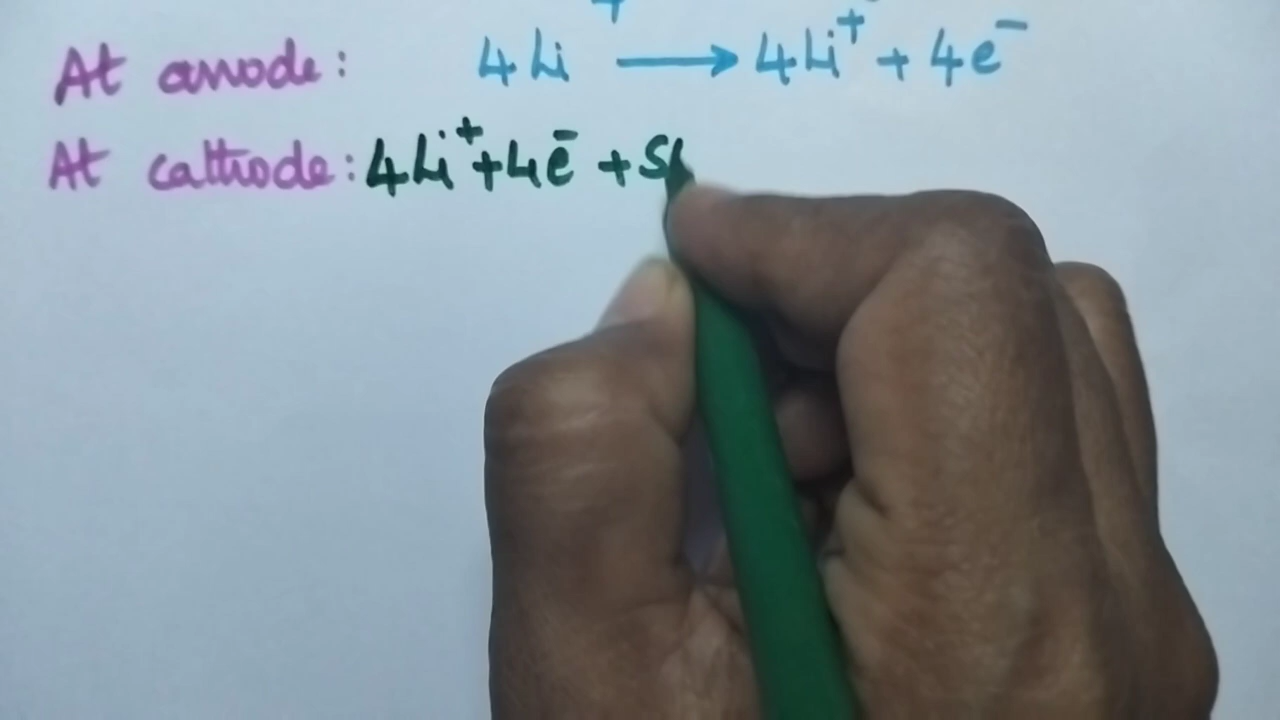 At anode: 4Li ⟶ 4Li⁺ + 4e⁻
At cathode: 4Li⁺ + 4e⁻ + S